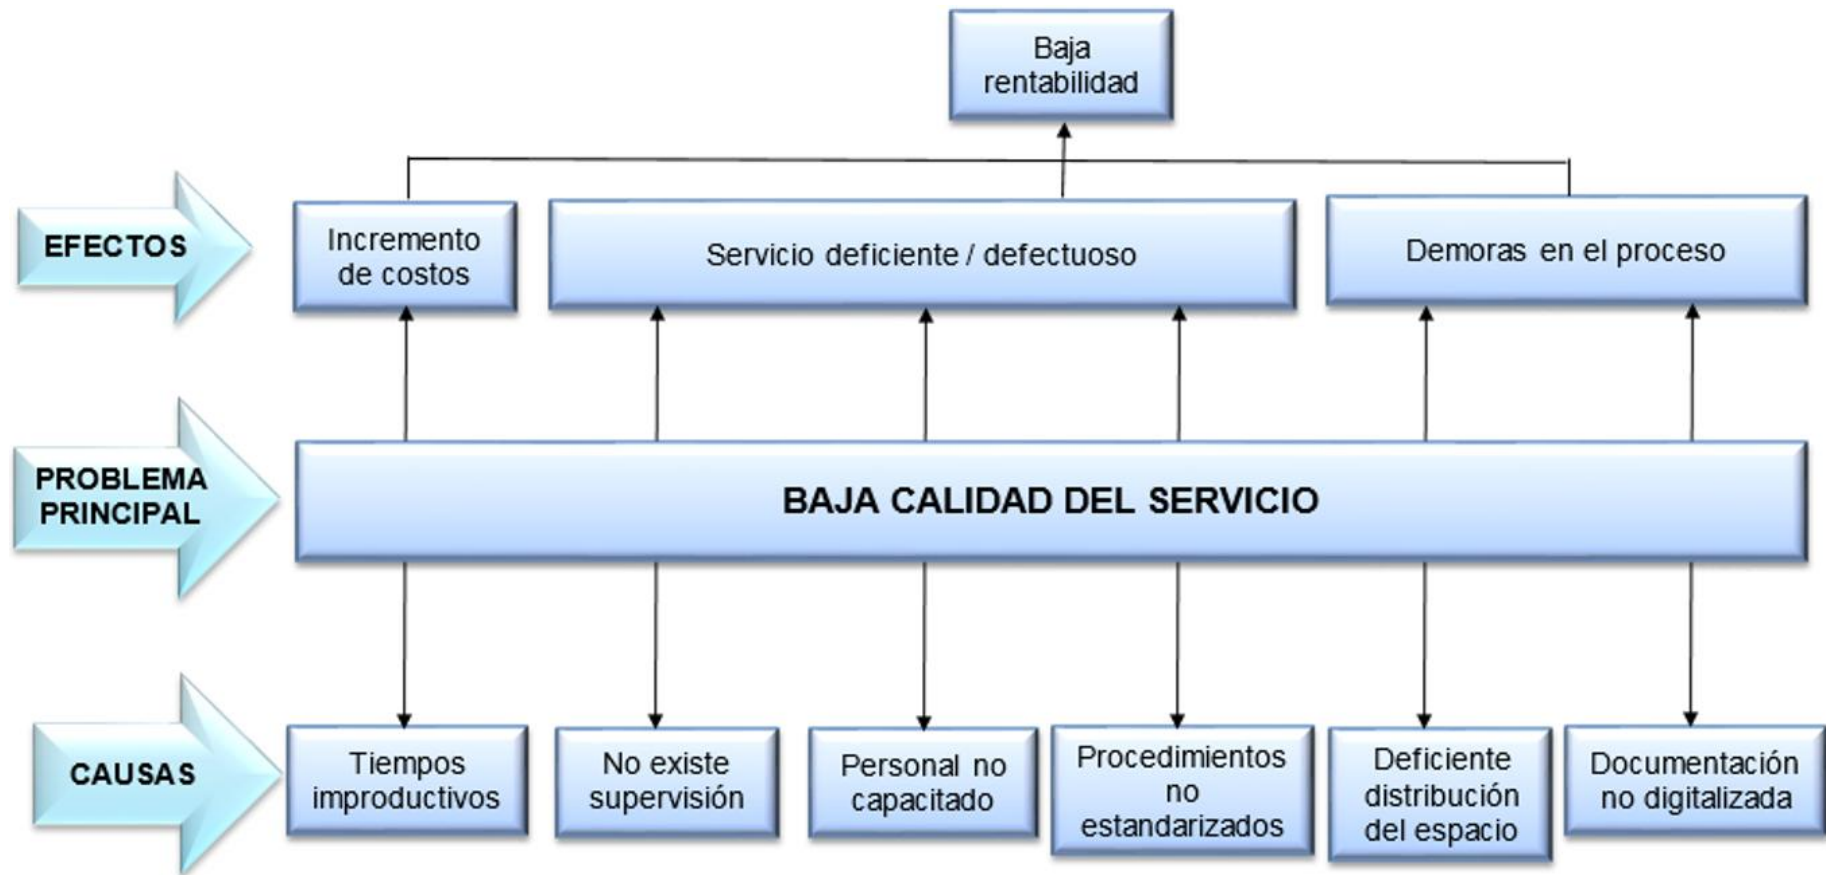 Baja
rentabilidad
EFECTOS
Incremento
de costos
Servicio deficiente / defectuoso
Demoras en el proceso
PROBLEMA
PRINCIPAL
BAJA CALIDAD DEL SERVICIO
CAUSAS
Tiempos
improductivos
No existe
supervisión
Personal no
capacitado
Procedimientos
no
estandarizados
Deficiente
distribución
del espacio
Documentación
no digitalizada